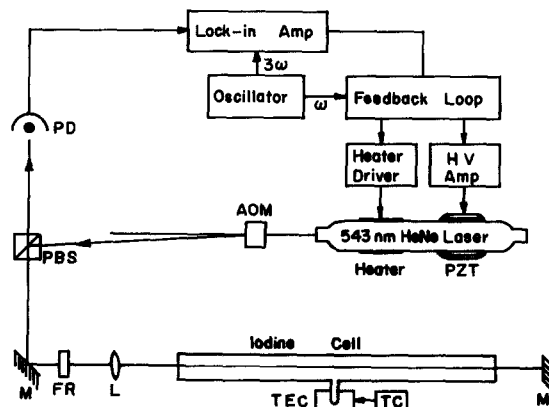 Lock-in Amp
3ω
Oscillator
ω
Feedback Loop
PD
Heater
Driver
HV
Amp
AOM
543 nm HeNe Laser
PBS
Heater
PZT
Iodine Cell
M
FR
L
TEC
TC
M